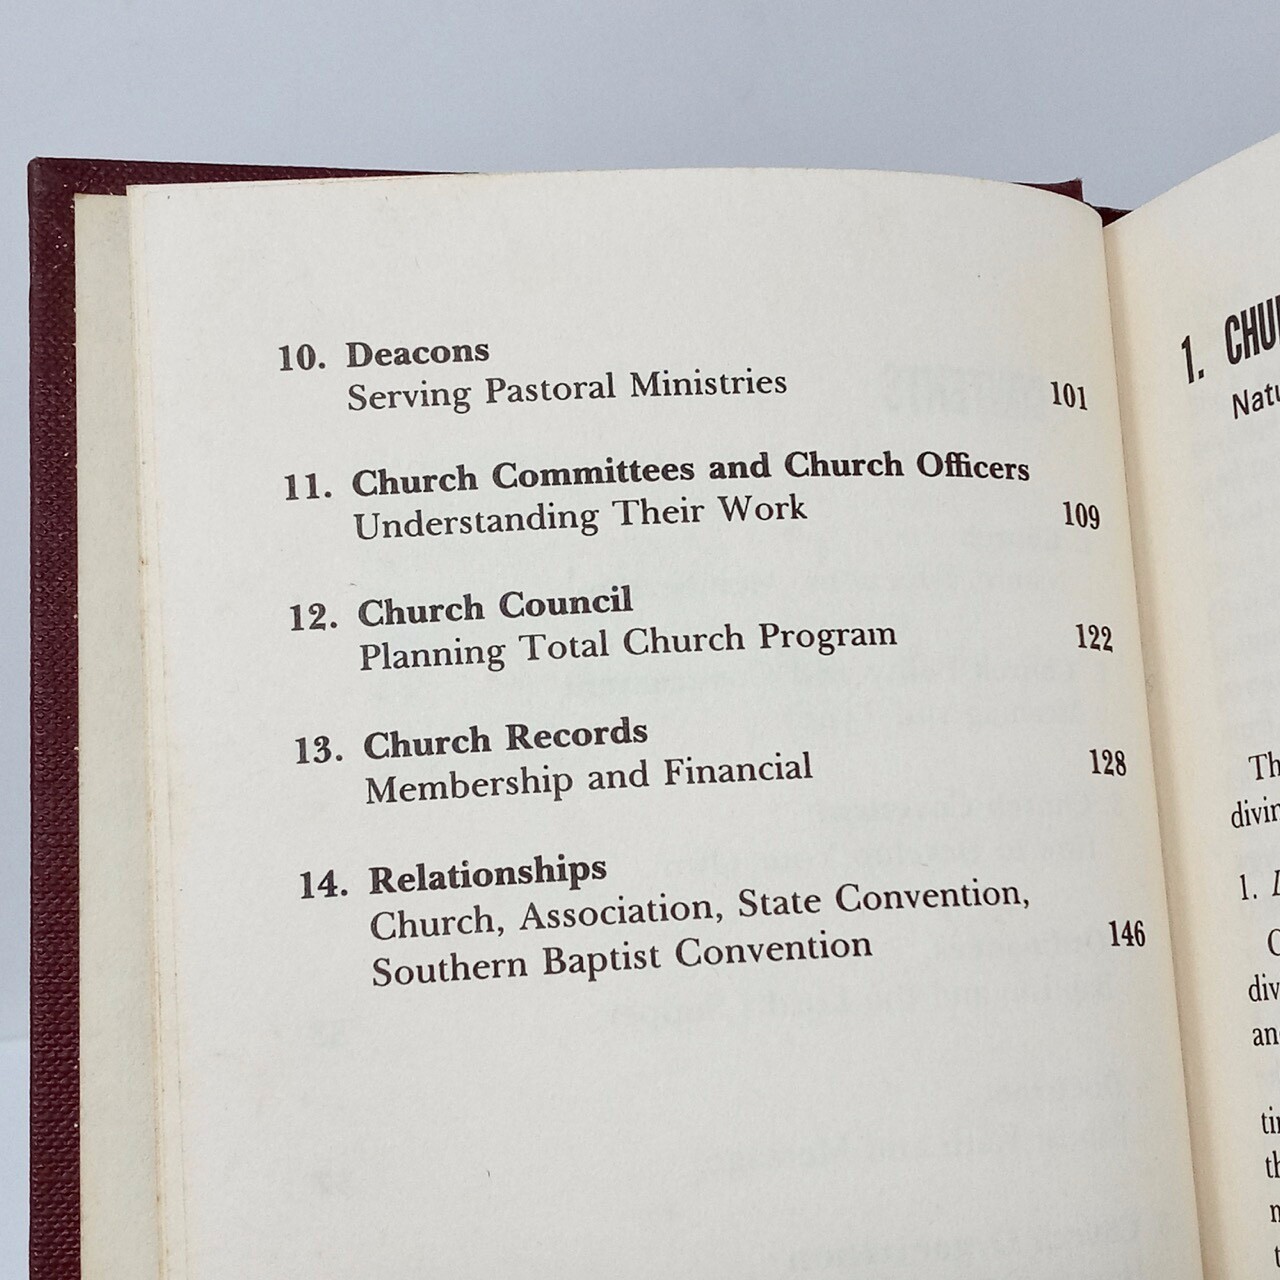 10. Deacons
Serving Pastoral Ministries 101
11. Church Committees and Church Officers
Understanding Their Work 109
12. Church Council
Planning Total Church Program 122
13. Church Records
Membership and Financial 128
14. Relationships
Church, Association, State Convention,
Southern Baptist Convention 146
1.
1.